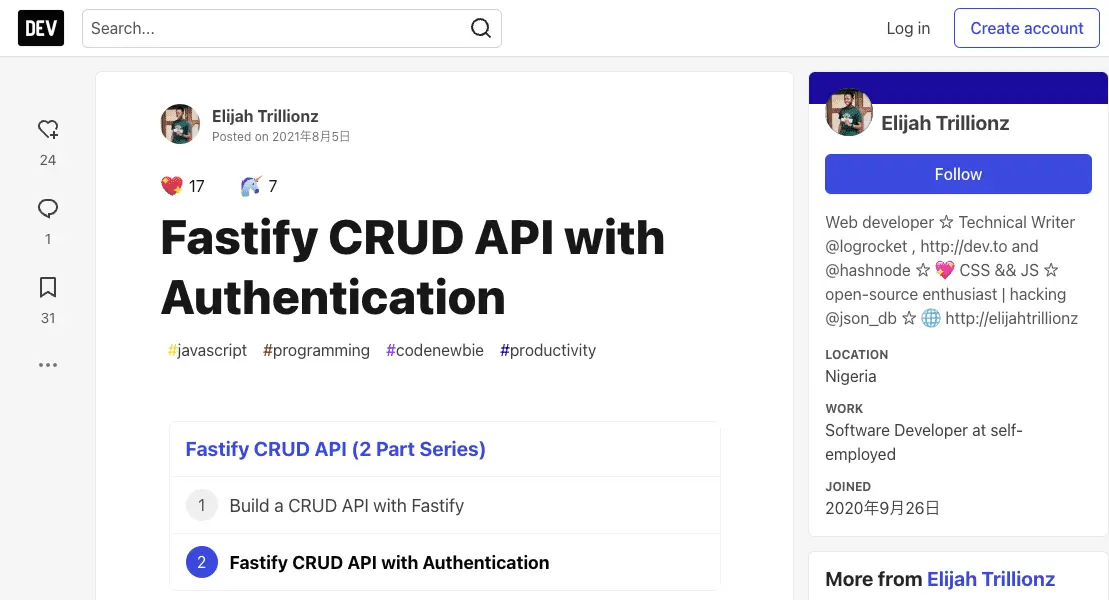 DEV
Search...
Log in
Create account
24
1
31
Elijah Trillionz
Posted on 2021年8月5日
💖 17 🦄 7
Fastify CRUD API with
Authentication
#javascript #programming #codenewbie #productivity
Fastify CRUD API (2 Part Series)
1 Build a CRUD API with Fastify
2 Fastify CRUD API with Authentication
Elijah Trillionz
Follow
Web developer ☆ Technical Writer
@logrocket , http://dev.to and
@hashnode ☆ 💖 CSS && JS ☆
open-source enthusiast | hacking
@json_db ☆ 🌐 http://elijahtrillionz
LOCATION
Nigeria
WORK
Software Developer at self-
employed
JOINED
2020年9月26日
More from Elijah Trillionz